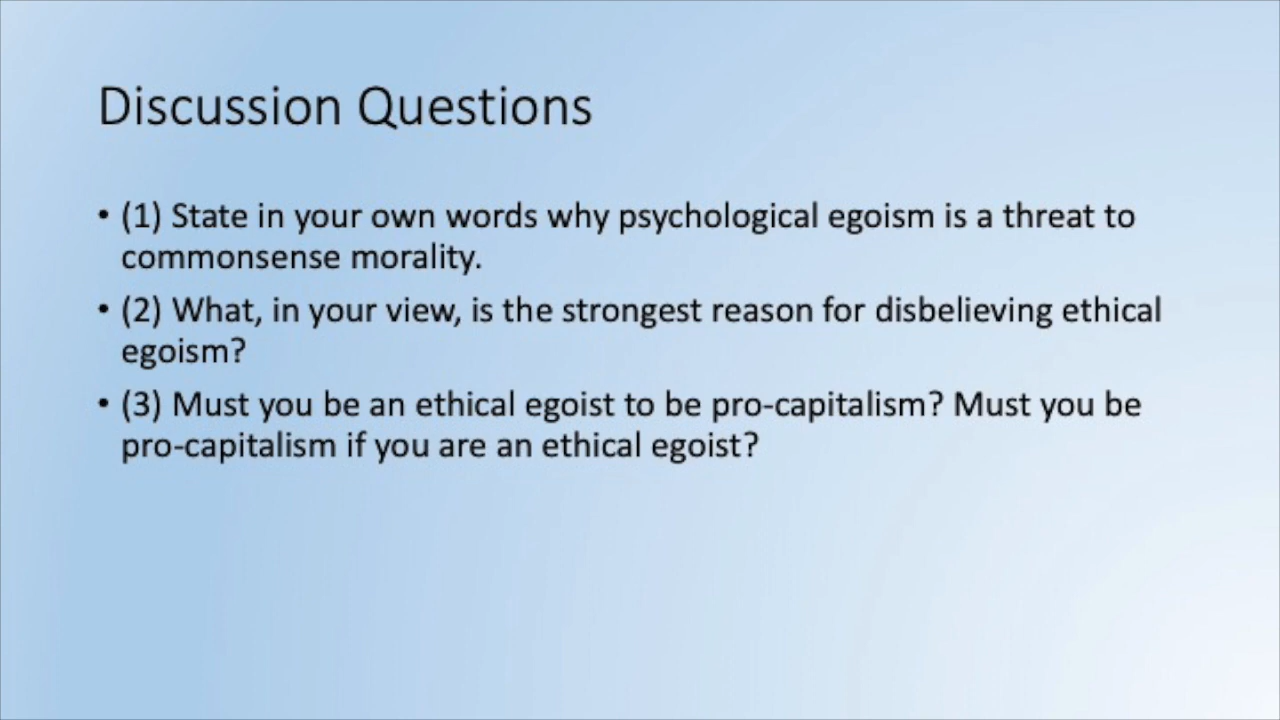 Discussion Questions
• (1) State in your own words why psychological egoism is a threat to
commonsense morality.
• (2) What, in your view, is the strongest reason for disbelieving ethical
egoism?
• (3) Must you be an ethical egoist to be pro-capitalism? Must you be
pro-capitalism if you are an ethical egoist?